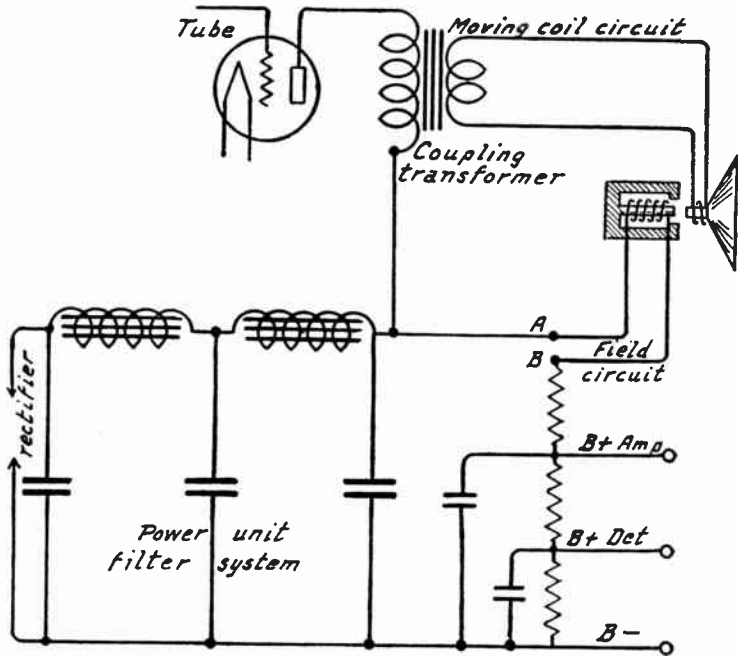 Tube
Moving coil circuit
Coupling
transformer
A
B
Field
circuit
rectifier
B+ Amp
Power unit
filter system
B+ Det
B-